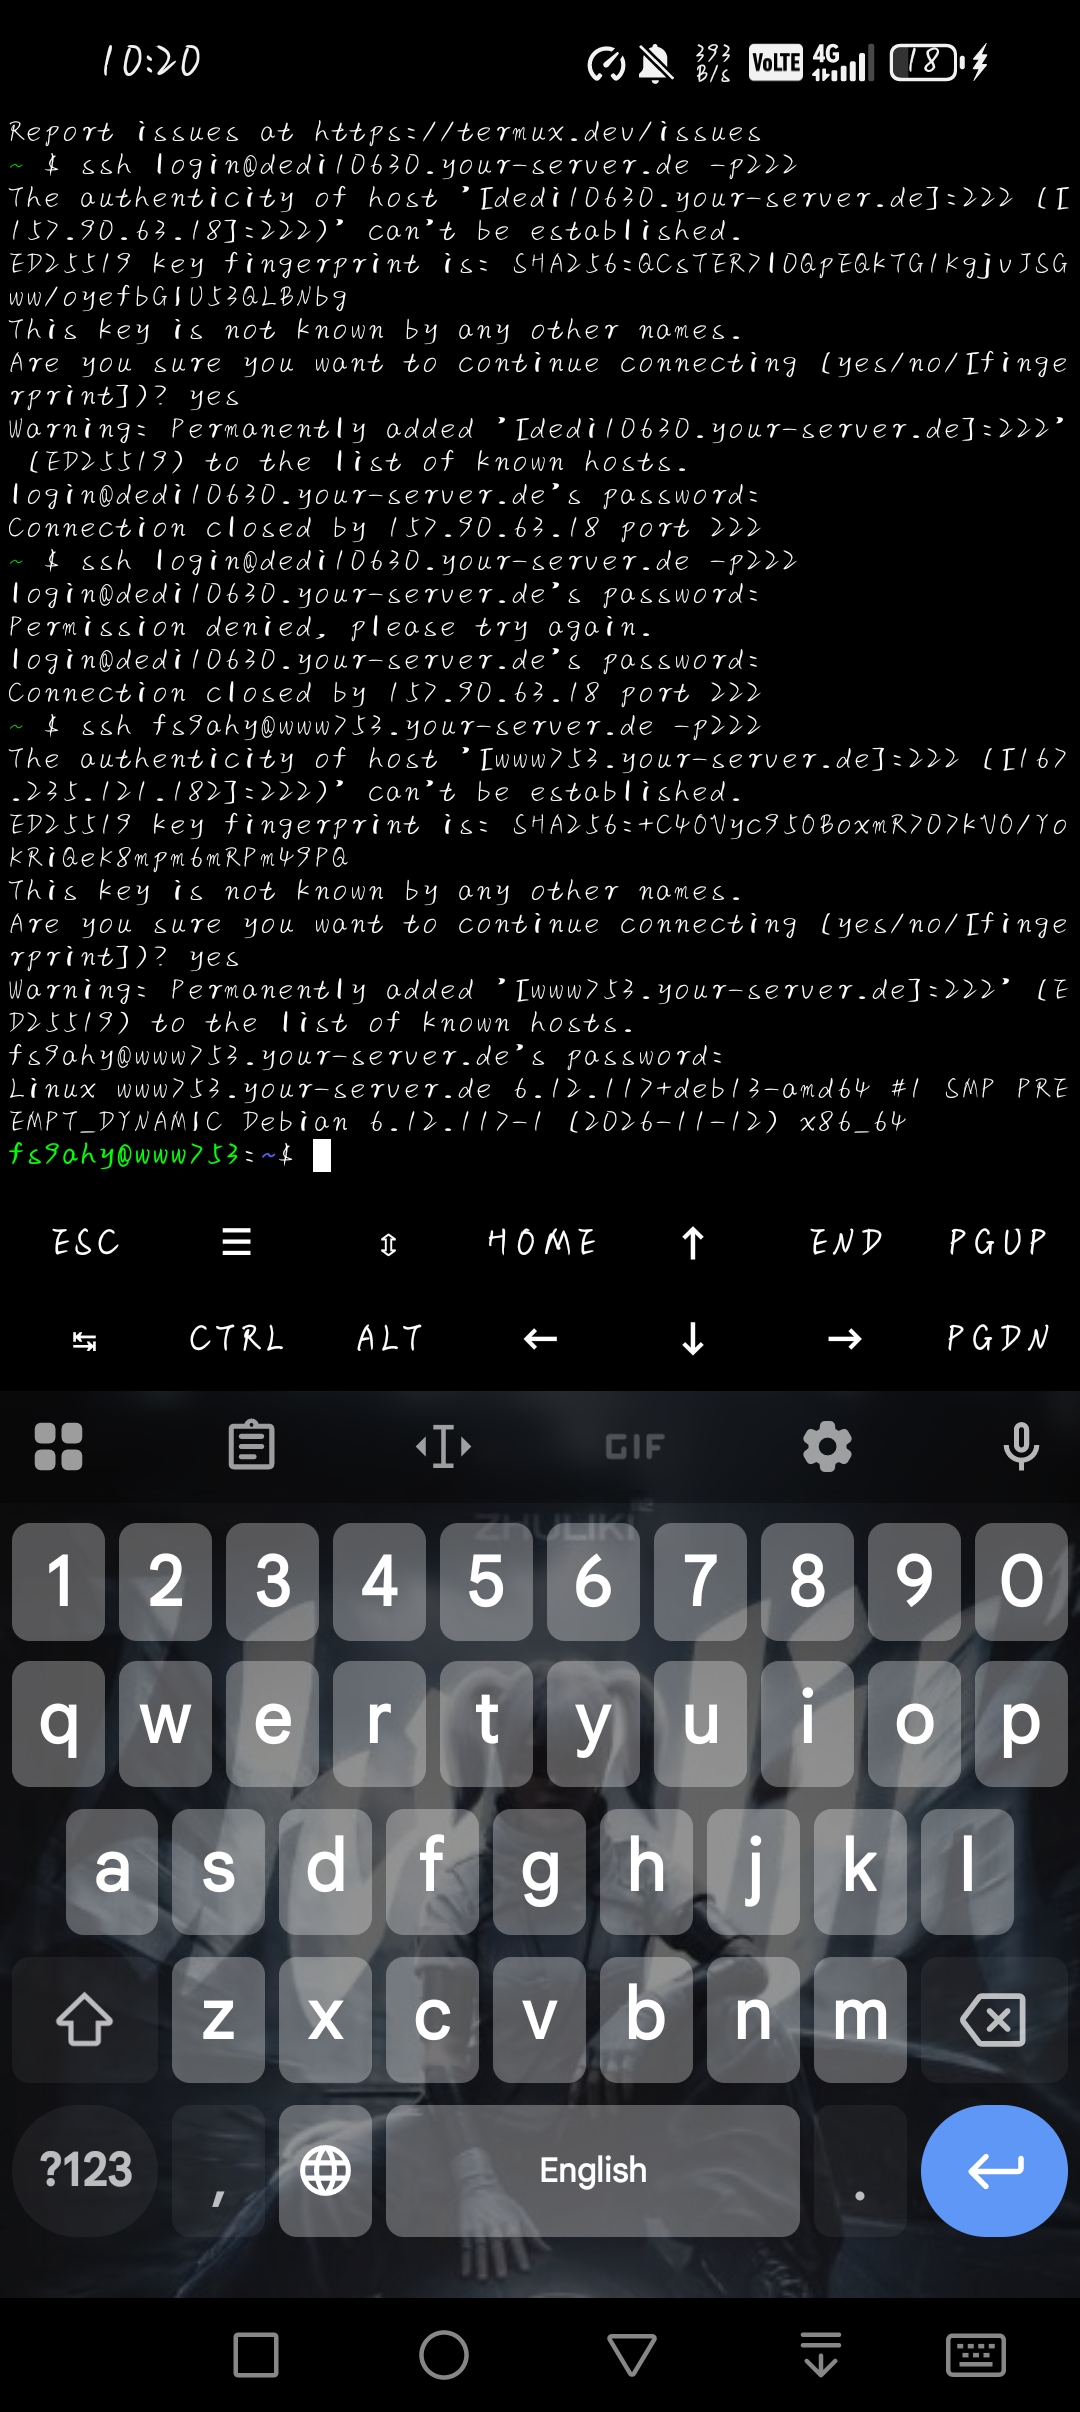 10:20
393 B/s VoLTE 4G 18
Report issues at https://termux.dev/issues
~ $ ssh login@dedi10630.your-server.de -p222
The authenticity of host '[dedi10630.your-server.de]:222 ([
157.90.63.18]:222)' can't be established.
ED25519 key fingerprint is: SHA256:QCsTER7lOQpEQkTG1kgjvJSG
ww/oyefbGlU53QLBNbg
This key is not known by any other names.
Are you sure you want to continue connecting (yes/no/[finge
rprint])? yes
Warning: Permanently added '[dedi10630.your-server.de]:222'
 (ED25519) to the list of known hosts.
login@dedi10630.your-server.de's password:
Connection closed by 157.90.63.18 port 222
~ $ ssh login@dedi10630.your-server.de -p222
login@dedi10630.your-server.de's password:
Permission denied, please try again.
login@dedi10630.your-server.de's password:
Connection closed by 157.90.63.18 port 222
~ $ ssh fs9ahy@www753.your-server.de -p222
The authenticity of host '[www753.your-server.de]:222 ([167
.235.121.182]:222)' can't be established.
ED25519 key fingerprint is: SHA256:+C40Vyc950BoxmR707kV0/Yo
kRiQek8mpm6mRPm49PQ
This key is not known by any other names.
Are you sure you want to continue connecting (yes/no/[finge
rprint])? yes
Warning: Permanently added '[www753.your-server.de]:222' (E
D25519) to the list of known hosts.
fs9ahy@www753.your-server.de's password:
Linux www753.your-server.de 6.12.117+deb13-amd64 #1 SMP PRE
EMPT_DYNAMIC Debian 6.12.117-1 (2026-11-12) x86_64
fs9ahy@www753:~$
ESC HOME ↑ END PGUP
CTRL ALT ← ↓ → PGDN
GIF
ZHULIKI
1 2 3 4 5 6 7 8 9 0
q w e r t y u i o p
a s d f g h j k l
z x c v b n m
?123 , English .